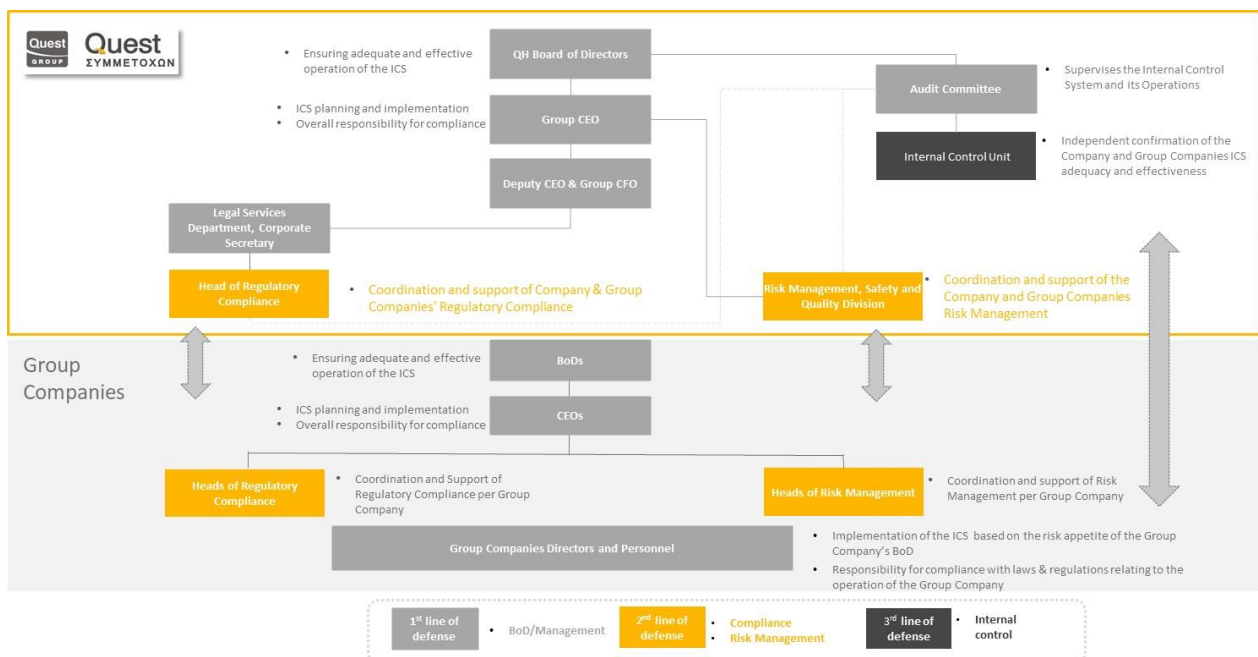 Quest
GROUP
Quest
ΣΥΜΜΕΤΟΧΩΝ
• Ensuring adequate and effective
operation of the ICS
QH Board of Directors
Audit Committee
• Supervises the Internal Control
System and its Operations
• ICS planning and implementation
• Overall responsibility for compliance
Group CEO
Internal Control Unit
• Independent confirmation of the
Company and Group Companies ICS
adequacy and effectiveness
Deputy CEO & Group CFO
Legal Services
Department, Corporate
Secretary
Head of Regulatory
Compliance
• Coordination and support of Company & Group
Companies' Regulatory Compliance
Risk Management, Safety and
Quality Division
• Coordination and support of the
Company and Group Companies
Risk Management
Group
Companies
• Ensuring adequate and effective
operation of the ICS
BoDs
• ICS planning and implementation
• Overall responsibility for compliance
CEOs
Heads of Regulatory
Compliance
• Coordination and Support of
Regulatory Compliance per Group
Company
Heads of Risk Management
• Coordination and support of Risk
Management per Group Company
Group Companies Directors and Personnel
• Implementation of the ICS based on the risk appetite of the Group
Company's BoD
• Responsibility for compliance with laws & regulations relating to the
operation of the Group Company
1st line of
defense
• BoD/Management
2nd line of
defense
• Compliance
• Risk Management
3rd line of
defense
• Internal
control